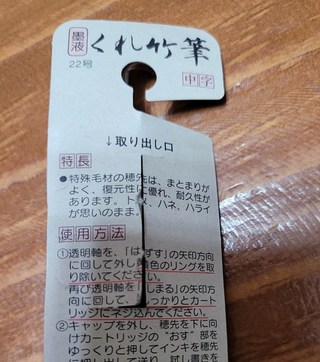 墨液
くれ竹筆
22号
中字
↓取り出し口
特長
●特殊毛材の穂先は、まとまりが
よく、復元性に優れ、耐久性が
あります。トメ、ハネ、ハライ
が思いのまま。
使用方法
①透明軸を、「はずす」の矢印方向
に回して外し、色のリングを取
り除いてください。
再び透明軸を「しまる」の矢印方
向に回して、しっかりとカート
リッジにネジ込んでください。
②キャップを外し、穂先を下に向
けカートリッジの"おす"部を
ゆっくりと押してインキを穂先